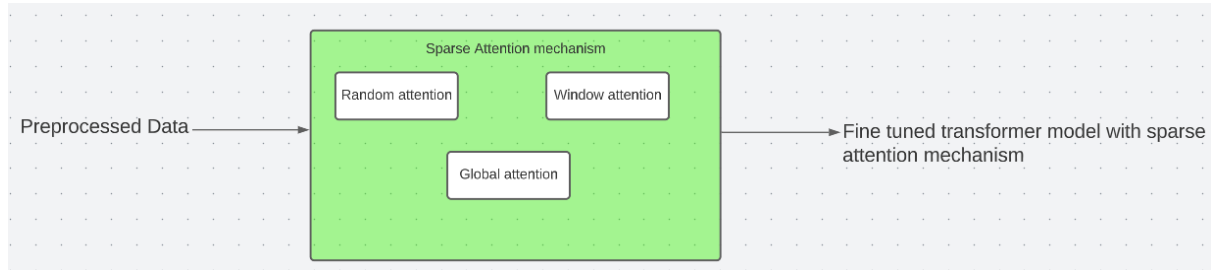 Sparse Attention mechanism
Random attention
Window attention
Preprocessed Data
Fine tuned transformer model with sparse
attention mechanism
Global attention